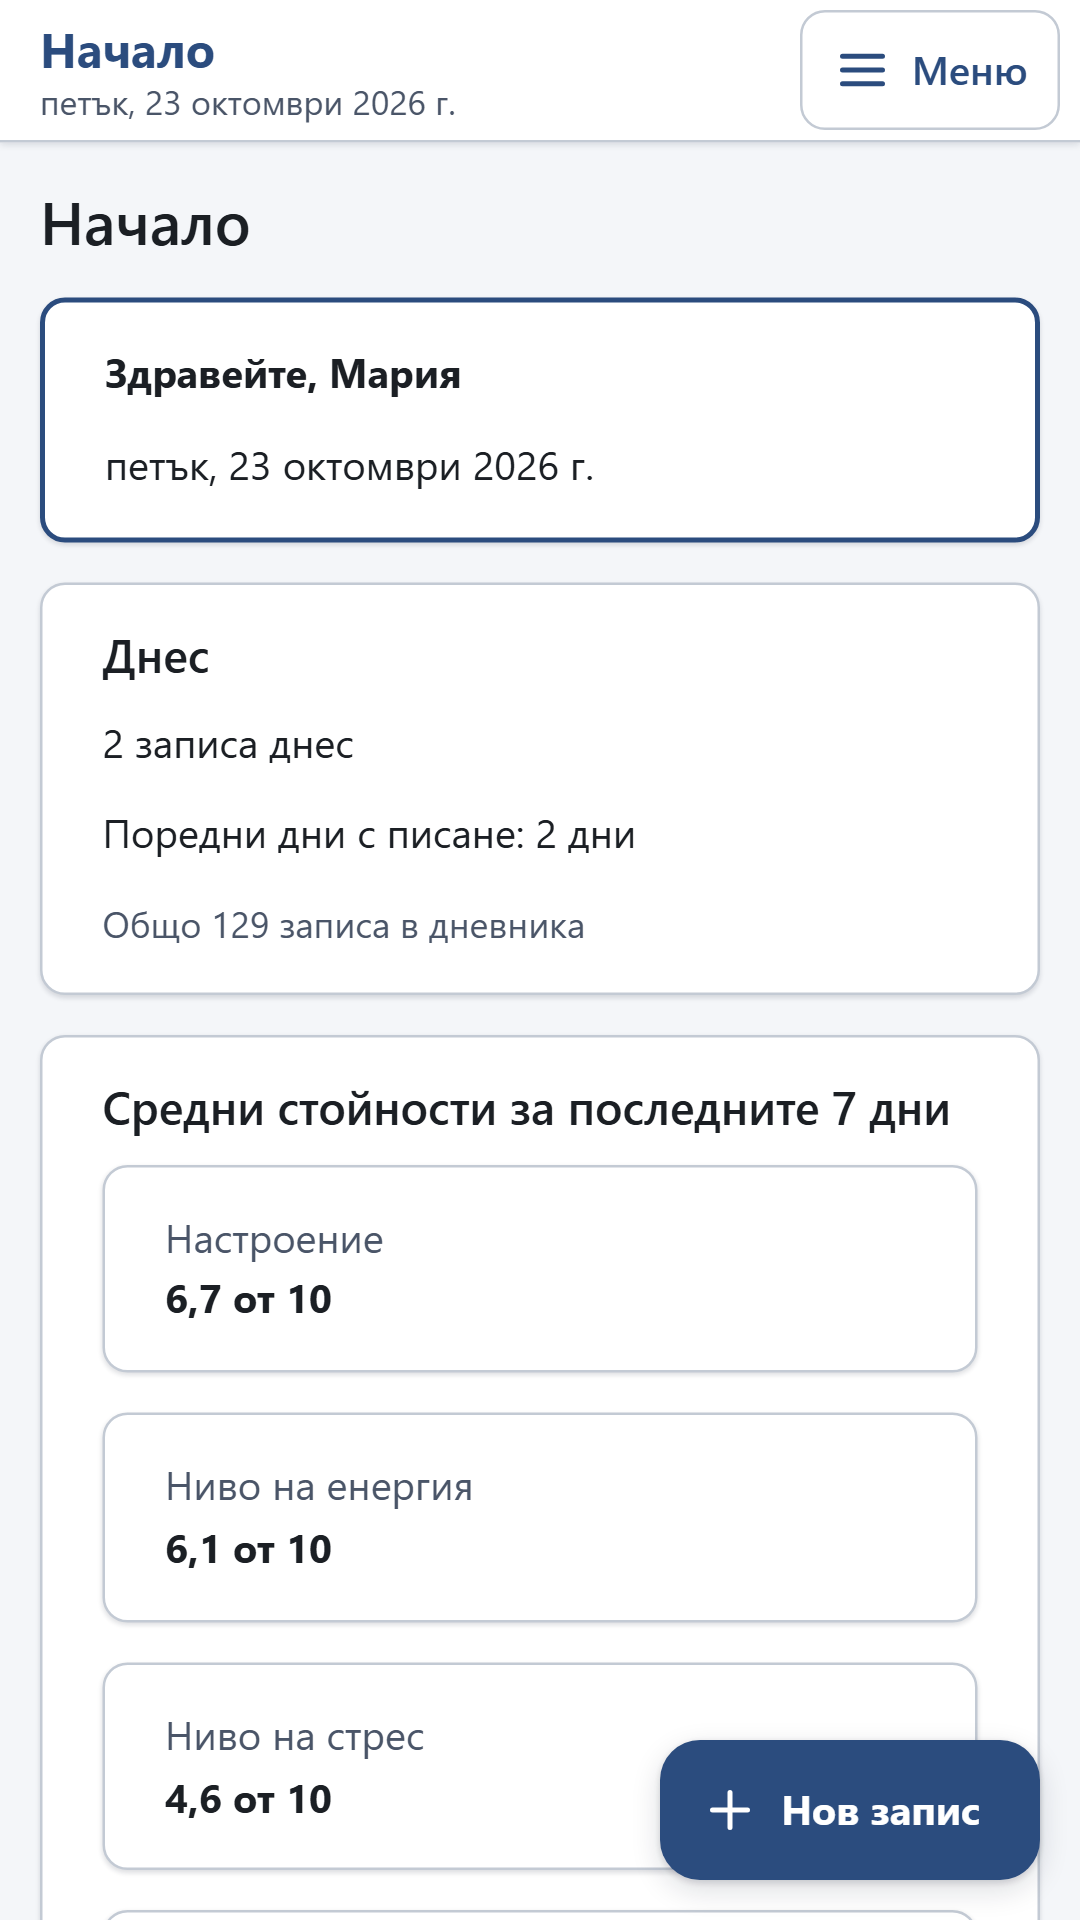 Начало
петък, 23 октомври 2026 г.
Меню
Начало
Здравейте, Мария
петък, 23 октомври 2026 г.
Днес
2 записа днес
Поредни дни с писане: 2 дни
Общо 129 записа в дневника
Средни стойности за последните 7 дни
Настроение
6,7 от 10
Ниво на енергия
6,1 от 10
Ниво на стрес
4,6 от 10
Нов запис